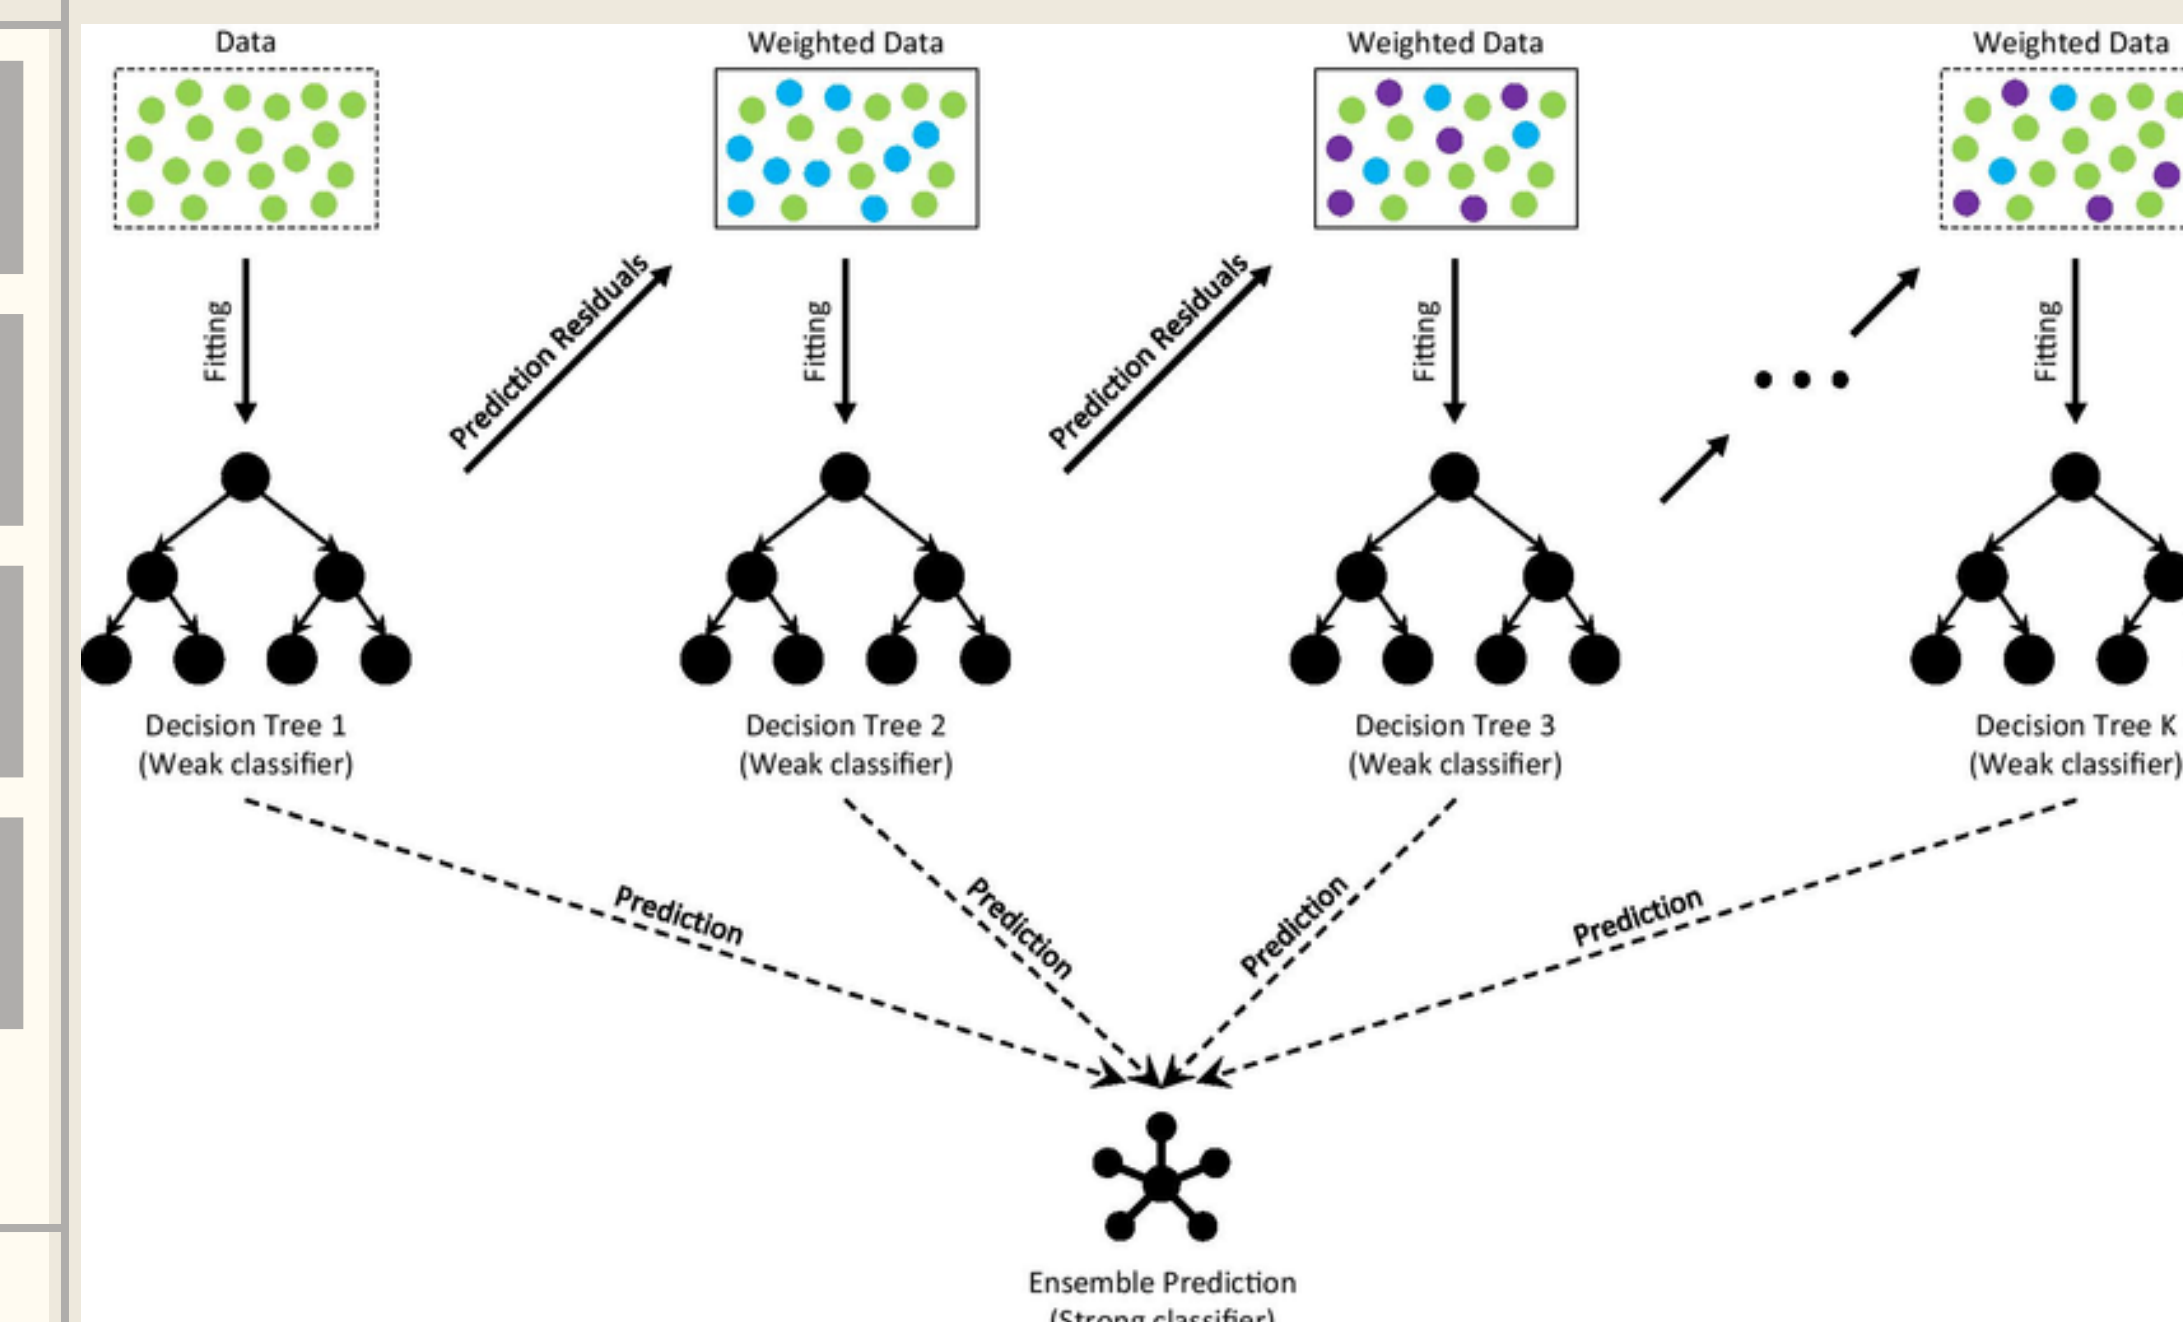 Data
Weighted Data
Weighted Data
Weighted Data
Fitting
Prediction Residuals
Fitting
Prediction Residuals
Fitting
Fitting
Decision Tree 1
(Weak classifier)
Decision Tree 2
(Weak classifier)
Decision Tree 3
(Weak classifier)
Decision Tree K
(Weak classifier)
Prediction
Prediction
Prediction
Prediction
Ensemble Prediction
(Strong classifier)